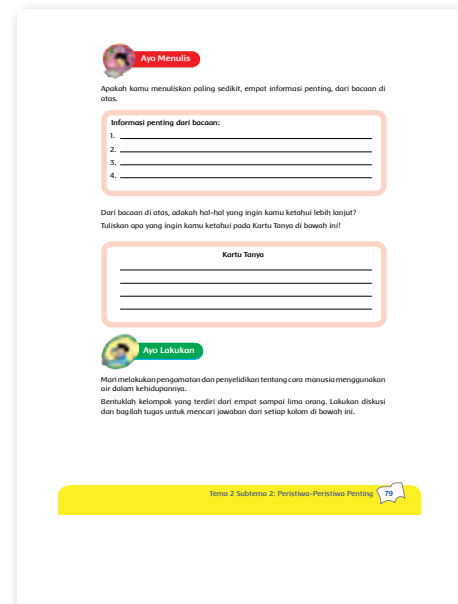 Ayo Menulis
Apakah kamu menuliskan paling sedikit, empat informasi penting, dari bacaan di
atas.
Informasi penting dari bacaan:
1.
2.
3.
4.
Dari bacaan di atas, adakah hal-hal yang ingin kamu ketahui lebih lanjut?
Tuliskan apa yang ingin kamu ketahui pada Kartu Tanya di bawah ini!
Kartu Tanya
Ayo Lakukan
Mari melakukan pengamatan dan penyelidikan tentang cara manusia menggunakan
air dalam kehidupannya.
Bentuklah kelompok yang terdiri dari empat sampai lima orang. Lakukan diskusi
dan bagilah tugas untuk mencari jawaban dari setiap kolom di bawah ini.
Tema 2 Subtema 2: Peristiwa-Peristiwa Penting 79